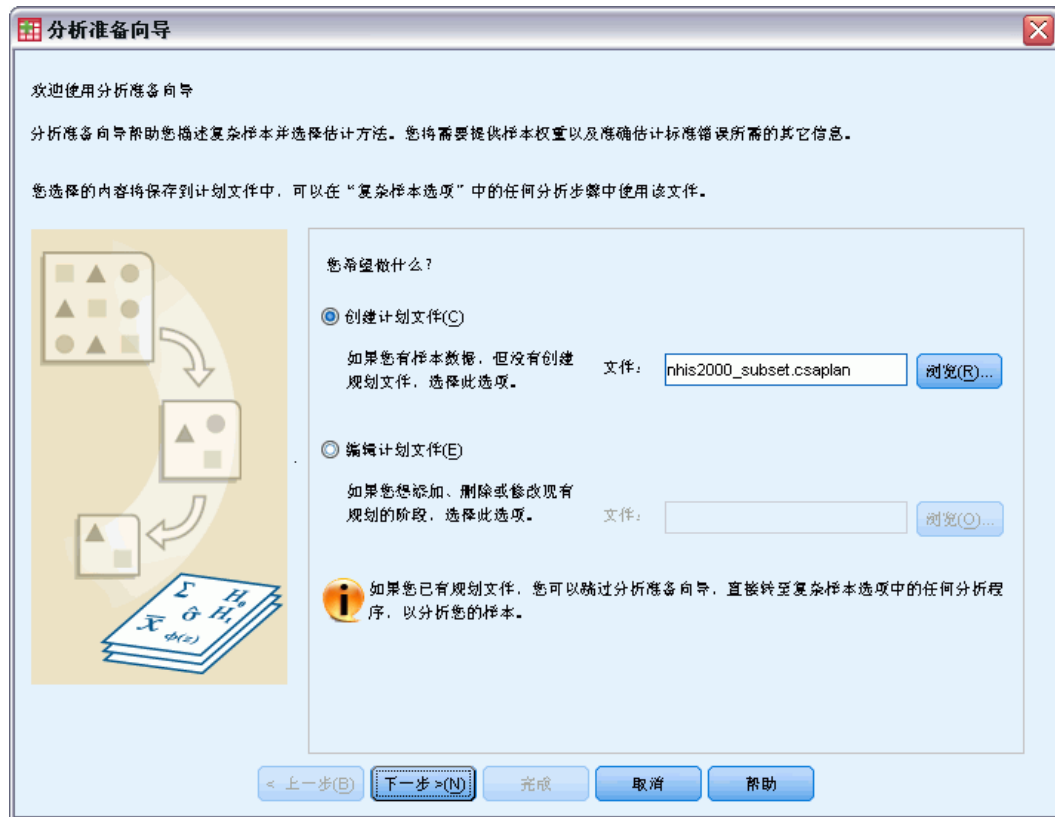 分析准备向导
欢迎使用分析准备向导
分析准备向导帮助您描述复杂样本并选择估计方法。您将需要提供样本权重以及准确估计标准错误所需的其它信息。
您选择的内容将保存到计划文件中，可以在“复杂样本选项”中的任何分析步骤中使用该文件。
您希望做什么？
创建计划文件(C)
如果您有样本数据，但没有创建
规划文件，选择此选项。
文件：
nhis2000_subset.csaplan
浏览(R)...
编辑计划文件(E)
如果您想添加、删除或修改现有
规划的阶段，选择此选项。
文件：
浏览(O)...
如果您已有规划文件，您可以跳过分析准备向导，直接转至复杂样本选项中的任何分析程
序，以分析您的样本。
Σ H₀
X̄ σ̂ H₁
ϕ(z)
< 上一步(B)
下一步 >(N)
完成
取消
帮助